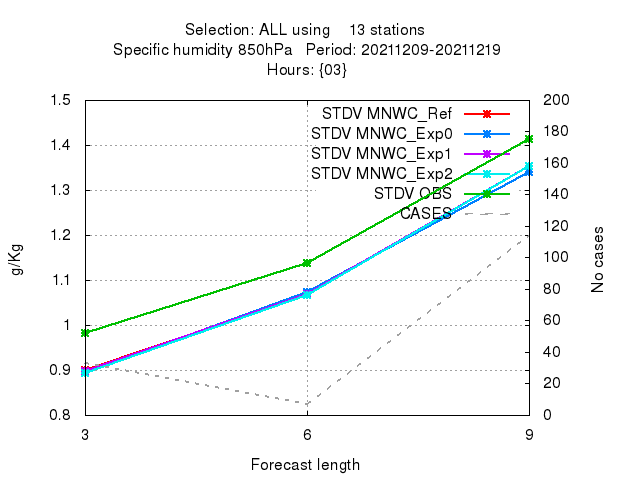 Selection: ALL using 13 stations
Specific humidity 850hPa Period: 20211209-20211219
Hours: {03}
1.5
1.4
1.3
1.2
1.1
1
0.9
0.8
g/Kg
STDV MNWC_Ref
STDV MNWC_Exp0
STDV MNWC_Exp1
STDV MNWC_Exp2
STDV OBS
CASES
200
180
160
140
120
100
80
60
40
20
0
No cases
3 6 9
Forecast length